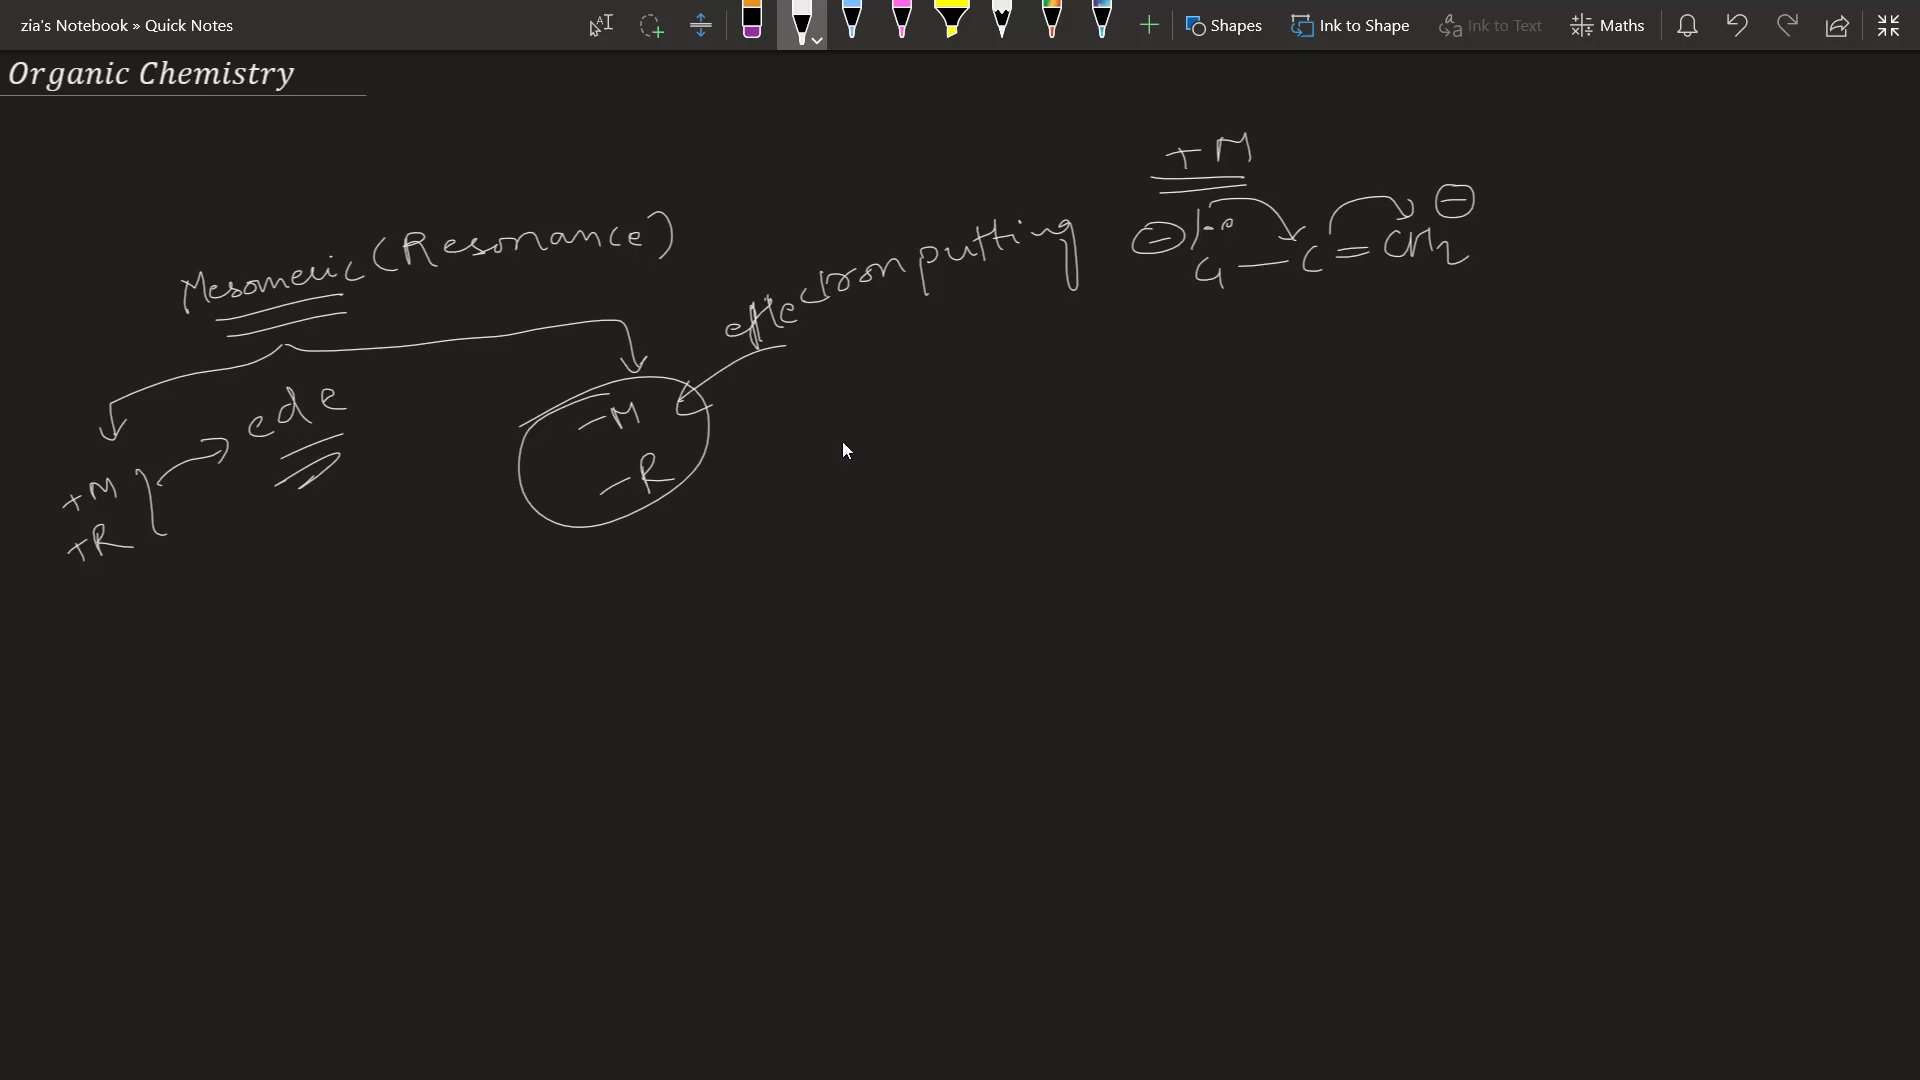 zia's Notebook » Quick Notes
Shapes
Ink to Shape
Ink to Text
Maths
Organic Chemistry
+M
Mesomeric (Resonance)
electron putting
G — C = CH2
ede
+M
+R
-M
-R